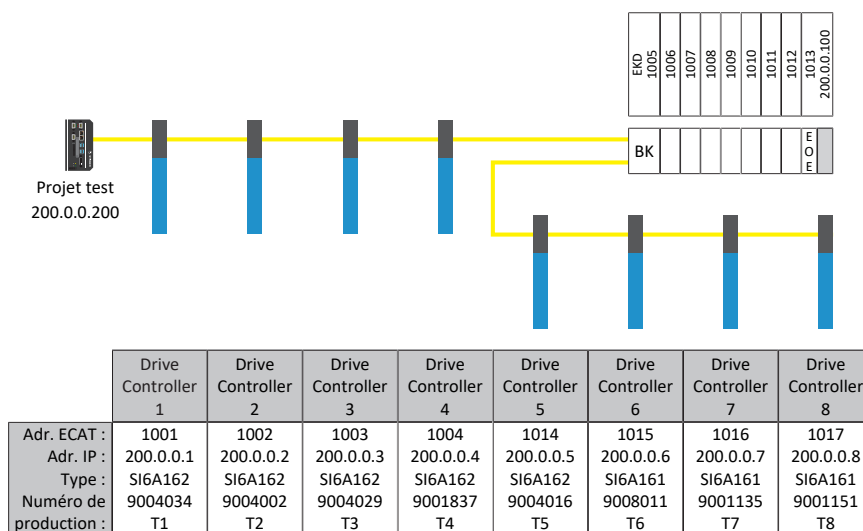 EKD
1005
1006
1007
1008
1009
1010
1011
1012
1013
200.0.0.100
BK
E
O
E
Projet test
200.0.0.200
Drive Controller 1
Drive Controller 2
Drive Controller 3
Drive Controller 4
Drive Controller 5
Drive Controller 6
Drive Controller 7
Drive Controller 8
Adr. ECAT : 1001 1002 1003 1004 1014 1015 1016 1017
Adr. IP : 200.0.0.1 200.0.0.2 200.0.0.3 200.0.0.4 200.0.0.5 200.0.0.6 200.0.0.7 200.0.0.8
Type : SI6A162 SI6A162 SI6A162 SI6A162 SI6A162 SI6A161 SI6A161 SI6A161
Numéro de 9004034 9004002 9004029 9001837 9004016 9008011 9001135 9001151
production : T1 T2 T3 T4 T5 T6 T7 T8